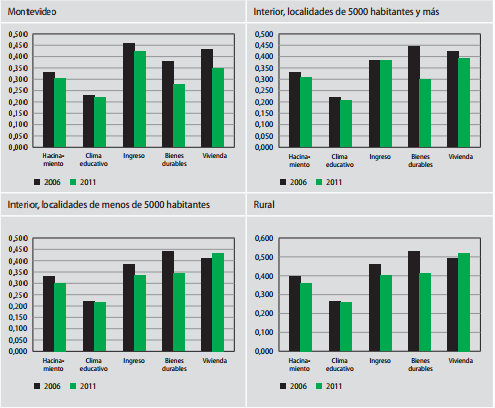 Montevideo
0,500
0,450
0,400
0,350
0,300
0,250
0,200
0,150
0,100
0,050
0,000
Hacina-
miento
Clima
educativo
Ingreso
Bienes
durables
Vivienda
2006 2011
Interior, localidades de 5000 habitantes y más
0,500
0,450
0,400
0,350
0,300
0,250
0,200
0,150
0,100
0,050
0,000
Hacina-
miento
Clima
educativo
Ingreso
Bienes
durables
Vivienda
2006 2011
Interior, localidades de menos de 5000 habitantes
0,500
0,450
0,400
0,350
0,300
0,250
0,200
0,150
0,100
0,050
0,000
Hacina-
miento
Clima
educativo
Ingreso
Bienes
durables
Vivienda
2006 2011
Rural
0,600
0,500
0,400
0,300
0,200
0,100
0,000
Hacina-
miento
Clima
educativo
Ingreso
Bienes
durables
Vivienda
2006 2011